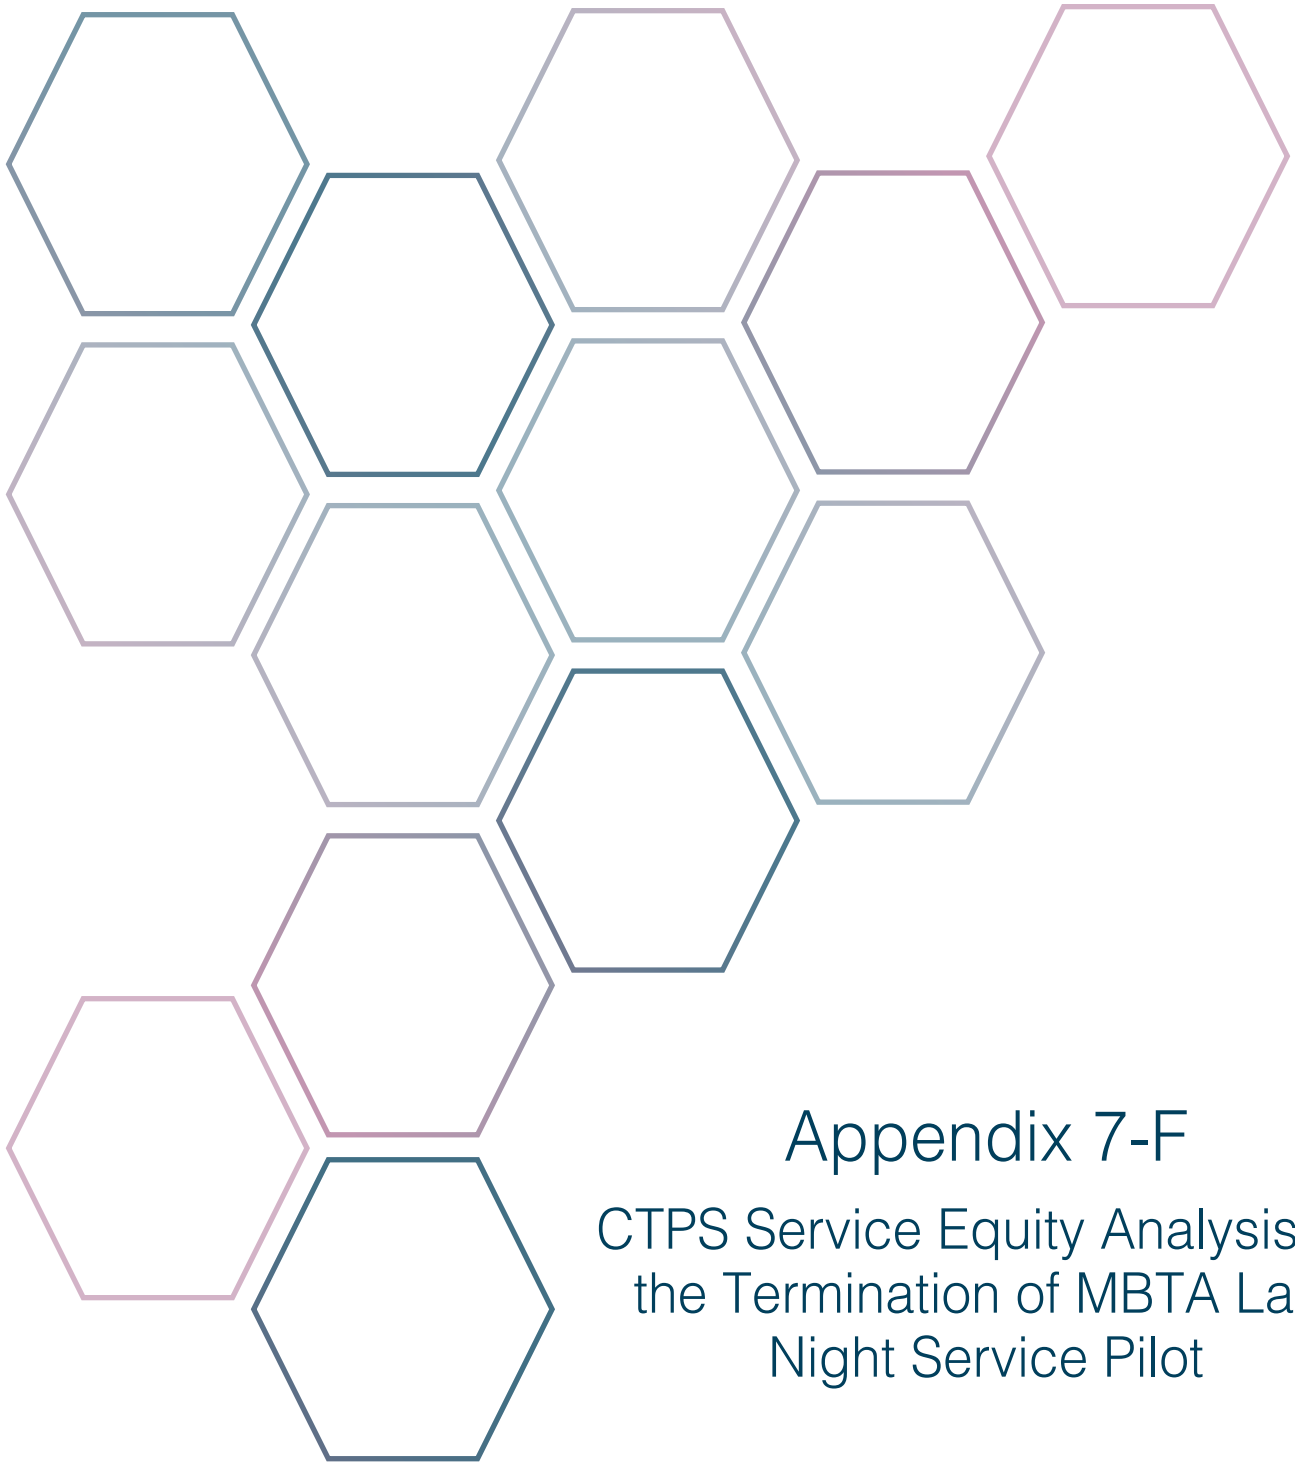 Appendix 7-F
CTPS Service Equity Analysis
the Termination of MBTA La
Night Service Pilot